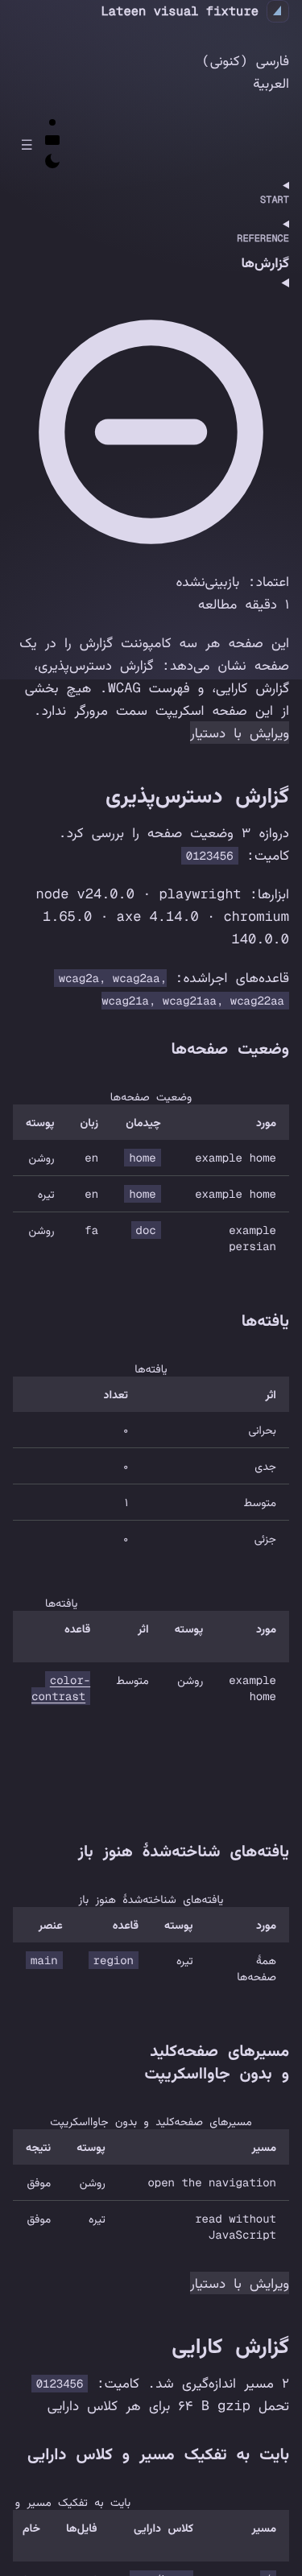 Lateen visual fixture
فارسی (کنونی)
العربية
START
REFERENCE
گزارش‌ها
اعتماد: بازبینی‌نشده
۱ دقیقه مطالعه
این صفحه هر سه کامپوننت گزارش را در یک
صفحه نشان می‌دهد: گزارش دسترس‌پذیری،
گزارش کارایی، و فهرست WCAG. هیچ بخشی
از این صفحه اسکریپت سمت مرورگر ندارد.
ویرایش با دستیار
گزارش دسترس‌پذیری
دروازه ۳ وضعیت صفحه را بررسی کرد.
کامیت: 0123456
ابزارها: node v24.0.0 · playwright
1.65.0 · axe 4.14.0 · chromium
140.0.0
قاعده‌های اجراشده: wcag2a, wcag2aa,
wcag21a, wcag21aa, wcag22aa
وضعیت صفحه‌ها
وضعیت صفحه‌ها
مورد چیدمان زبان پوسته
example home home en روشن
example home home en تیره
example doc fa روشن
persian
یافته‌ها
یافته‌ها
اثر تعداد
بحرانی ۰
جدی ۰
متوسط ۱
جزئی ۰
یافته‌ها
مورد پوسته اثر قاعده
example روشن متوسط color-
home contrast
یافته‌های شناخته‌شدهٔ هنوز باز
یافته‌های شناخته‌شدهٔ هنوز باز
مورد پوسته قاعده عنصر
همهٔ تیره region main
صفحه‌ها
مسیرهای صفحه‌کلید
و بدون جاوااسکریپت
مسیرهای صفحه‌کلید و بدون جاوااسکریپت
مسیر پوسته نتیجه
open the navigation روشن موفق
read without تیره موفق
JavaScript
ویرایش با دستیار
گزارش کارایی
۲ مسیر اندازه‌گیری شد. کامیت: 0123456
تحمل ۶۴ B gzip برای هر کلاس دارایی
بایت به تفکیک مسیر و کلاس دارایی
بایت به تفکیک مسیر و
مسیر کلاس دارایی فایل‌ها خام